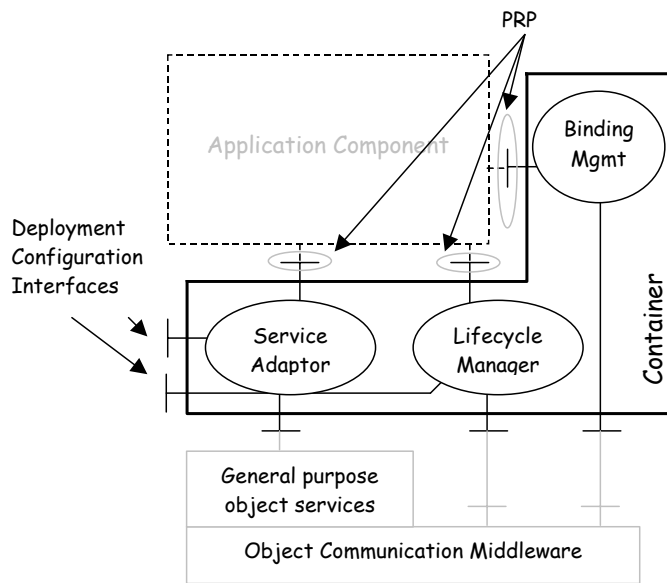 PRP
Application Component
Binding
Mgmt
Deployment
Configuration
Interfaces
Service
Adaptor
Lifecycle
Manager
Container
General purpose
object services
Object Communication Middleware